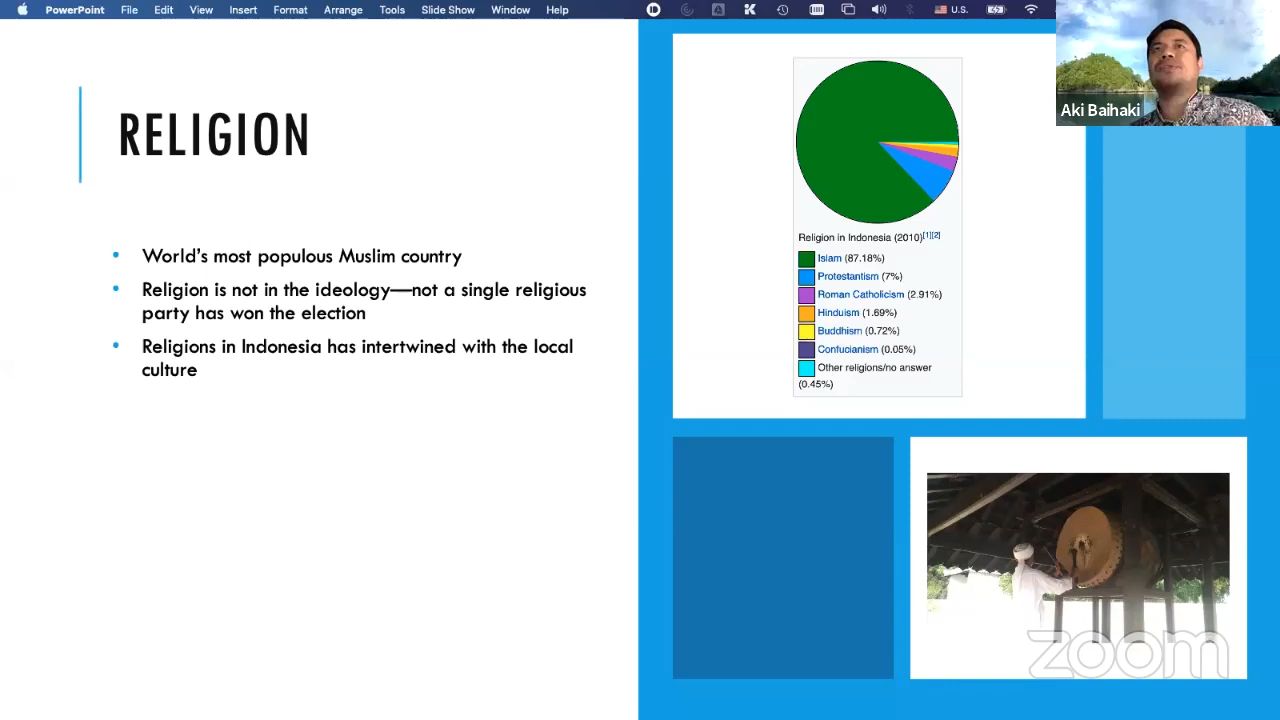 PowerPoint File Edit View Insert Format Arrange Tools Slide Show Window Help U.S.
RELIGION
• World's most populous Muslim country
• Religion is not in the ideology—not a single religious
party has won the election
• Religions in Indonesia has intertwined with the local
culture
Religion in Indonesia (2010)[1][2]
Islam (87.18%)
Protestantism (7%)
Roman Catholicism (2.91%)
Hinduism (1.69%)
Buddhism (0.72%)
Confucianism (0.05%)
Other religions/no answer
(0.45%)
Aki Baihaki
zoom